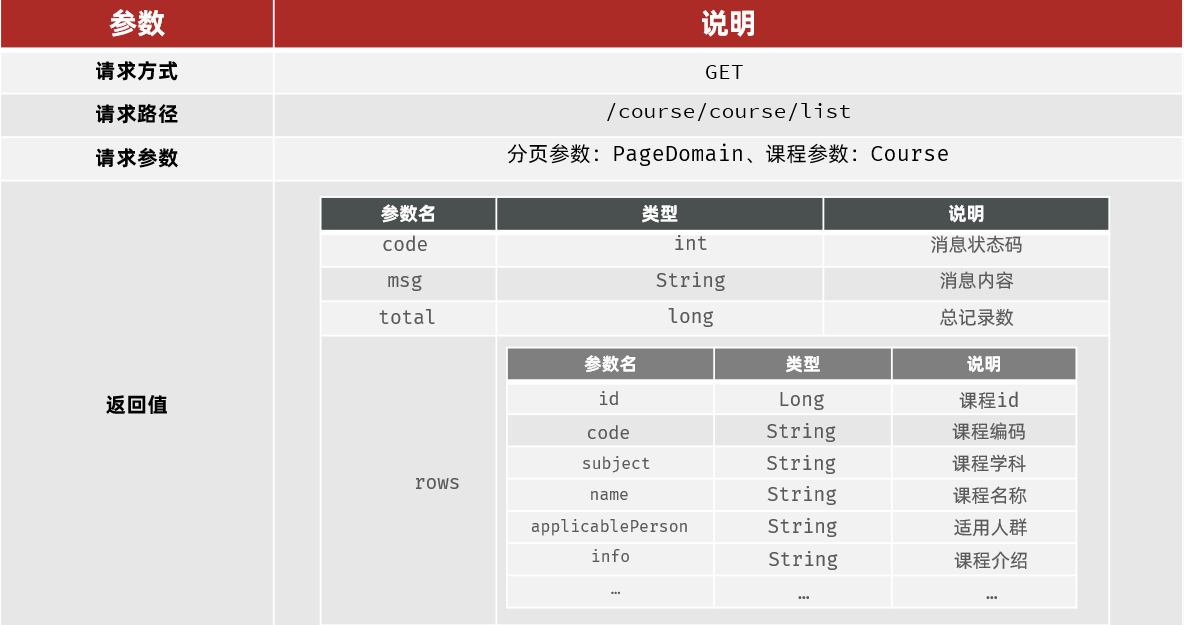 参数 说明
请求方式 GET
请求路径 /course/course/list
请求参数 分页参数：PageDomain、课程参数：Course
返回值
参数名 类型 说明
code int 消息状态码
msg String 消息内容
total long 总记录数
rows
参数名 类型 说明
id Long 课程id
code String 课程编码
subject String 课程学科
name String 课程名称
applicablePerson String 适用人群
info String 课程介绍
… … …